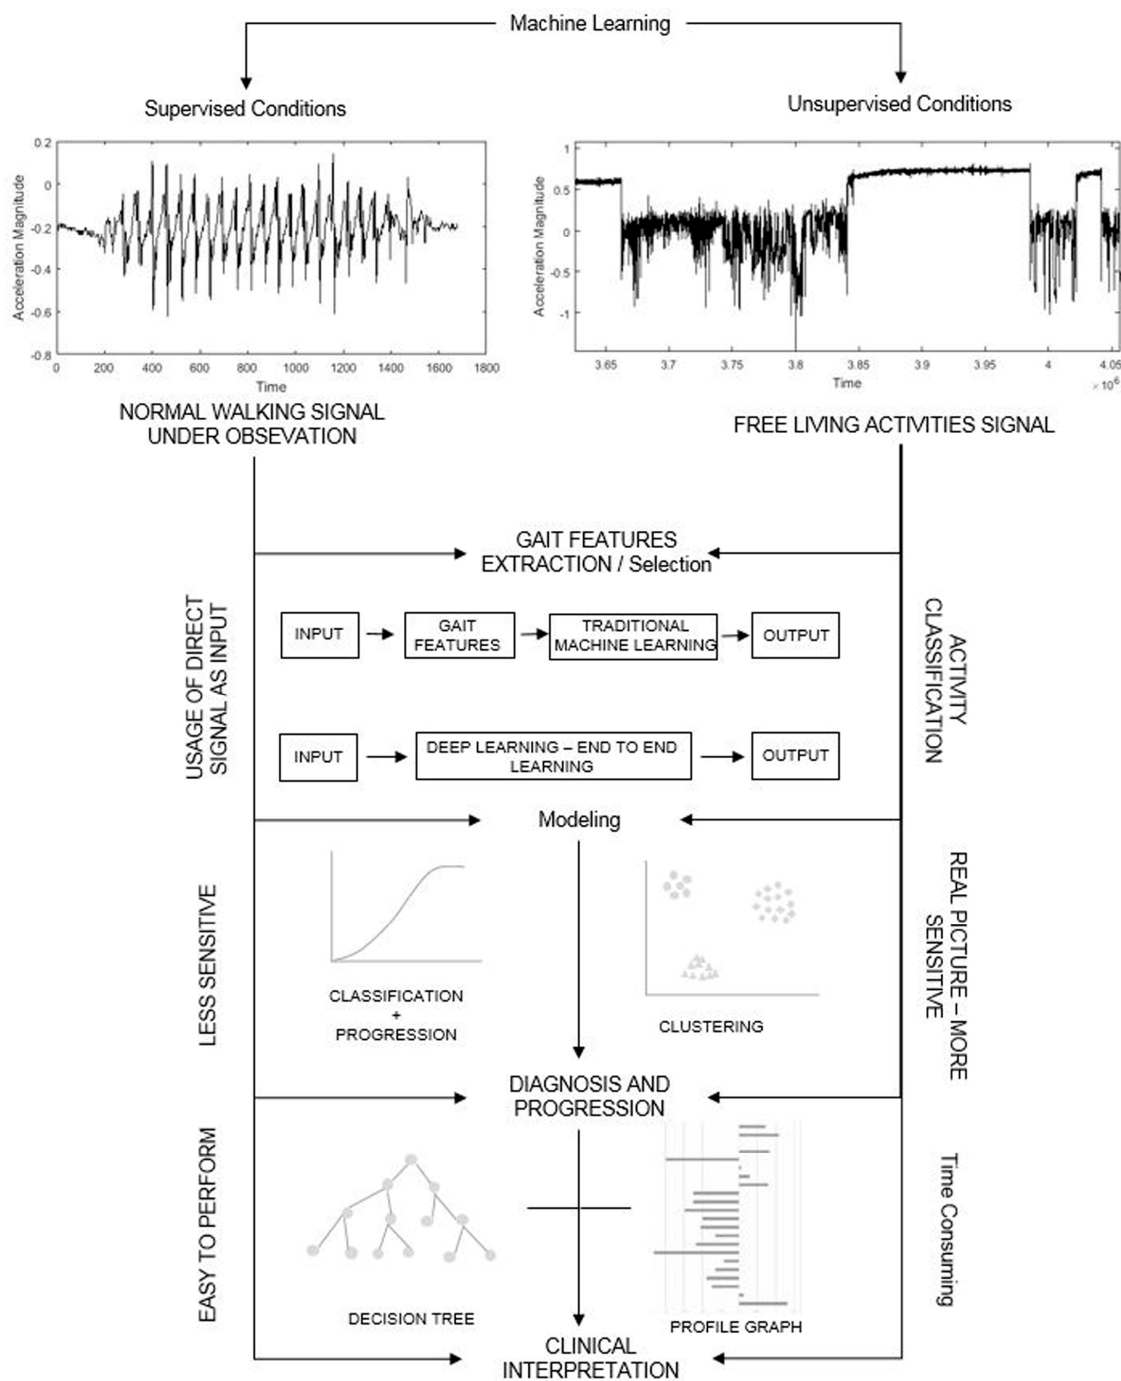 Machine Learning
Supervised Conditions
Unsupervised Conditions
0.2
0
-0.2
-0.4
-0.6
-0.8
Acceleration Magnitude
0
200
400
600
800
1000
1200
1400
1600
1800
Time
1
0.5
0
-0.5
-1
Acceleration Magnitude
3.65
3.7
3.75
3.8
3.85
3.9
3.95
4
4.05
Time
× 10⁶
NORMAL WALKING SIGNAL
UNDER OBSEVATION
FREE LIVING ACTIVITIES SIGNAL
GAIT FEATURES
EXTRACTION / Selection
USAGE OF DIRECT
SIGNAL AS INPUT
ACTIVITY
CLASSIFICATION
INPUT
GAIT
FEATURES
TRADITIONAL
MACHINE LEARNING
OUTPUT
INPUT
DEEP LEARNING – END TO END
LEARNING
OUTPUT
Modeling
LESS SENSITIVE
REAL PICTURE – MORE
SENSITIVE
CLASSIFICATION
+
PROGRESSION
CLUSTERING
DIAGNOSIS AND
PROGRESSION
EASY TO PERFORM
Time Consuming
DECISION TREE
PROFILE GRAPH
CLINICAL
INTERPRETATION